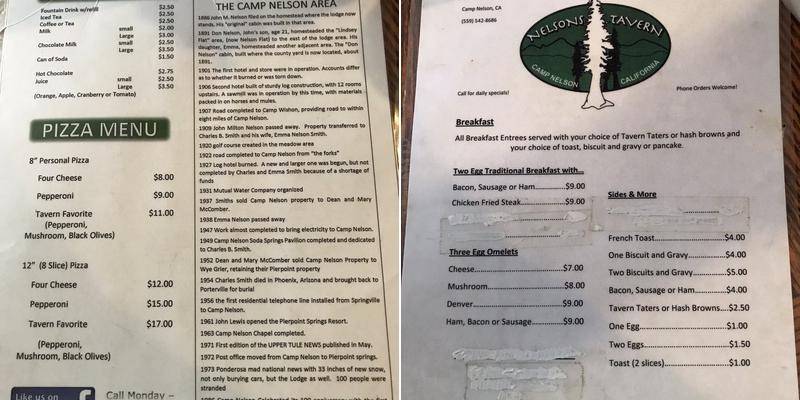 Fountain Drink w/refill $2.50
Iced Tea $2.50
Coffee or Tea $2.50
Milk small $2.00
Large $3.00
Chocolate Milk small $2.50
Large $3.50
Can of Soda $1.50
Hot Chocolate $2.75
Juice small $2.50
Large $3.50
(Orange, Apple, Cranberry or Tomato)
PIZZA MENU
8" Personal Pizza
Four Cheese $8.00
Pepperoni $9.00
Tavern Favorite $11.00
(Pepperoni,
Mushroom, Black Olives)
12" (8 Slice) Pizza
Four Cheese $12.00
Pepperoni $15.00
Tavern Favorite $17.00
(Pepperoni,
Mushroom, Black Olives)
Like us on f
Call Monday –
THE CAMP NELSON AREA
1886 John M. Nelson filed on the homestead where the lodge now
stands. His "original" cabin was built in that area.
1891 Don Nelson, John's son, age 21, homesteaded the "Lindsey
Flat" area, (now Nelson Flat) to the east of the lodge area. His
daughter, Emma, homestead another adjacent area. The "Don
Nelson" cabin, built where the county yard is now located, about
1891.
1901 The first hotel and store were in operation. Accounts differ
as to whether it burned or was torn down.
1906 Second hotel built of sturdy log construction, with 12 rooms
upstairs. A sawmill was in operation by this time, with materials
packed in on horses and mules.
1907 Road completed to Camp Wishon, providing road to within
eight miles of Camp Nelson.
1909 John Milton Nelson passed away. Property transferred to
Charles B. Smith and his wife, Emma Nelson Smith.
1920 golf course created in the meadow area
1922 road completed to Camp Nelson from "the forks"
1927 Log hotel burned. A new and larger one was begun, but not
completed by Charles and Emma Smith because of a shortage of
funds
1931 Mutual Water Company organized
1937 Smiths sold Camp Nelson property to Dean and Mary
McComber.
1938 Emma Nelson passed away
1947 Work almost completed to bring electricity to Camp Nelson.
1949 Camp Nelson Soda Springs Pavilion completed and dedicated
to Charles B. Smith.
1952 Dean and Mary McComber sold Camp Nelson Property to
Wye Grier, retaining their Pierpoint property
1954 Charles Smith died in Phoenix, Arizona and brought back to
Porterville for burial
1956 the first residential telephone line installed from Springville
to Camp Nelson.
1961 John Lewis opened the Pierpoint Springs Resort.
1963 Camp Nelson Chapel completed.
1971 First edition of the UPPER TULE NEWS published in May.
1972 Post office moved from Camp Nelson to Pierpoint springs.
1973 Ponderosa mad national news with 33 inches of new snow,
not only burying cars, but the Lodge as well. 100 people were
stranded
Camp Nelson, CA
(559) 542-8686
NELSONS TAVERN
CAMP NELSON CALIFORNIA
Call for daily specials!
Phone Orders Welcome!
Breakfast
All Breakfast Entrees served with your choice of Tavern Taters or hash browns and
your choice of toast, biscuit and gravy or pancake.
Two Egg Traditional Breakfast with...
Bacon, Sausage or Ham............$9.00
Chicken Fried Steak............$9.00
Three Egg Omelets
Cheese............$7.00
Mushroom............$8.00
Denver............$9.00
Ham, Bacon or Sausage............$9.00
Sides & More
French Toast............$4.00
One Biscuit and Gravy............$4.00
Two Biscuits and Gravy............$5.00
Bacon, Sausage or Ham............$4.00
Tavern Taters or Hash Browns....$2.50
One Egg............$1.00
Two Eggs............$1.50
Toast (2 slices)............$1.00